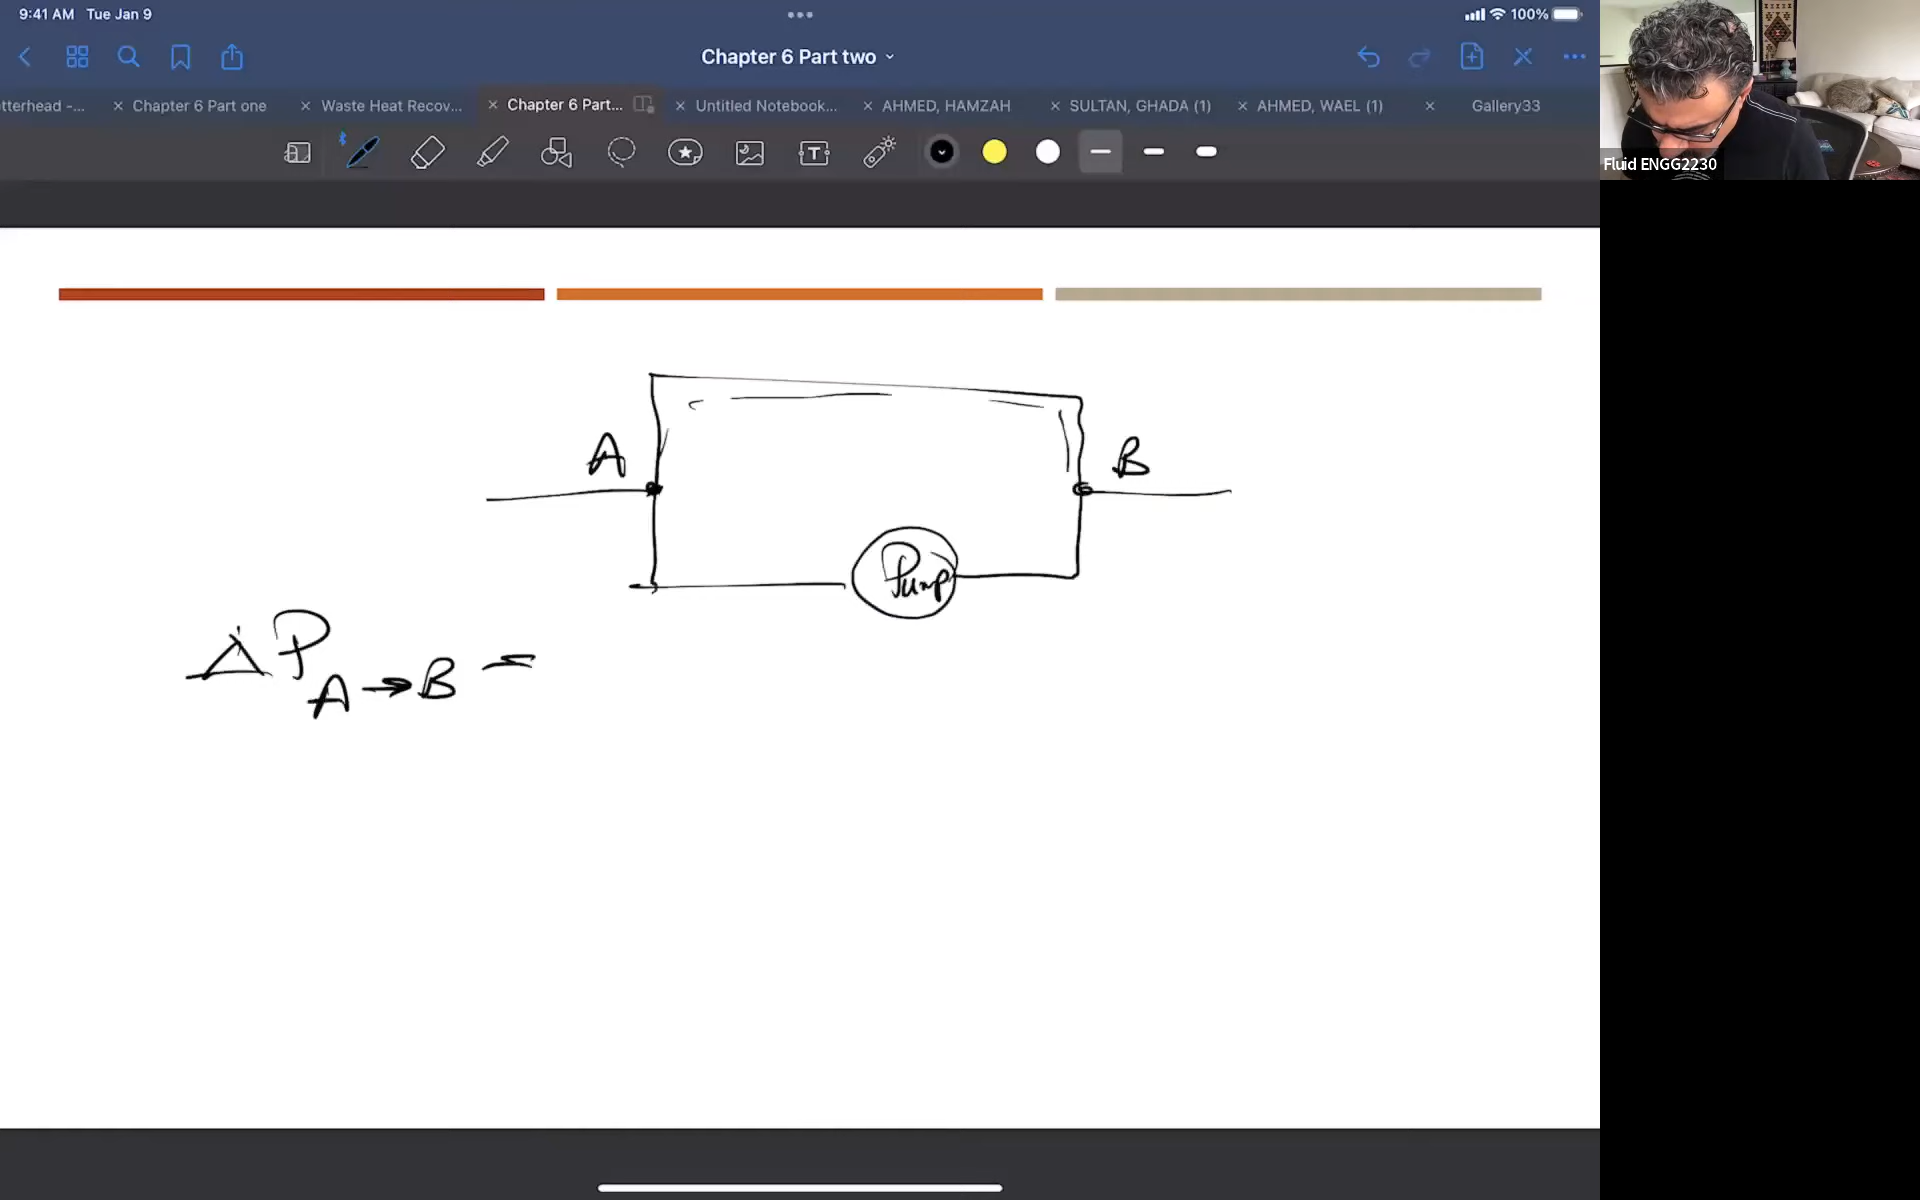 9:41 AM Tue Jan 9
100%
Chapter 6 Part two
tterhead -...
Chapter 6 Part one
Waste Heat Recov...
Chapter 6 Part...
Untitled Notebook...
AHMED, HAMZAH
SULTAN, GHADA (1)
AHMED, WAEL (1)
Gallery33
T
Fluid ENGG2230
A
B
Pump
ΔP A→B =